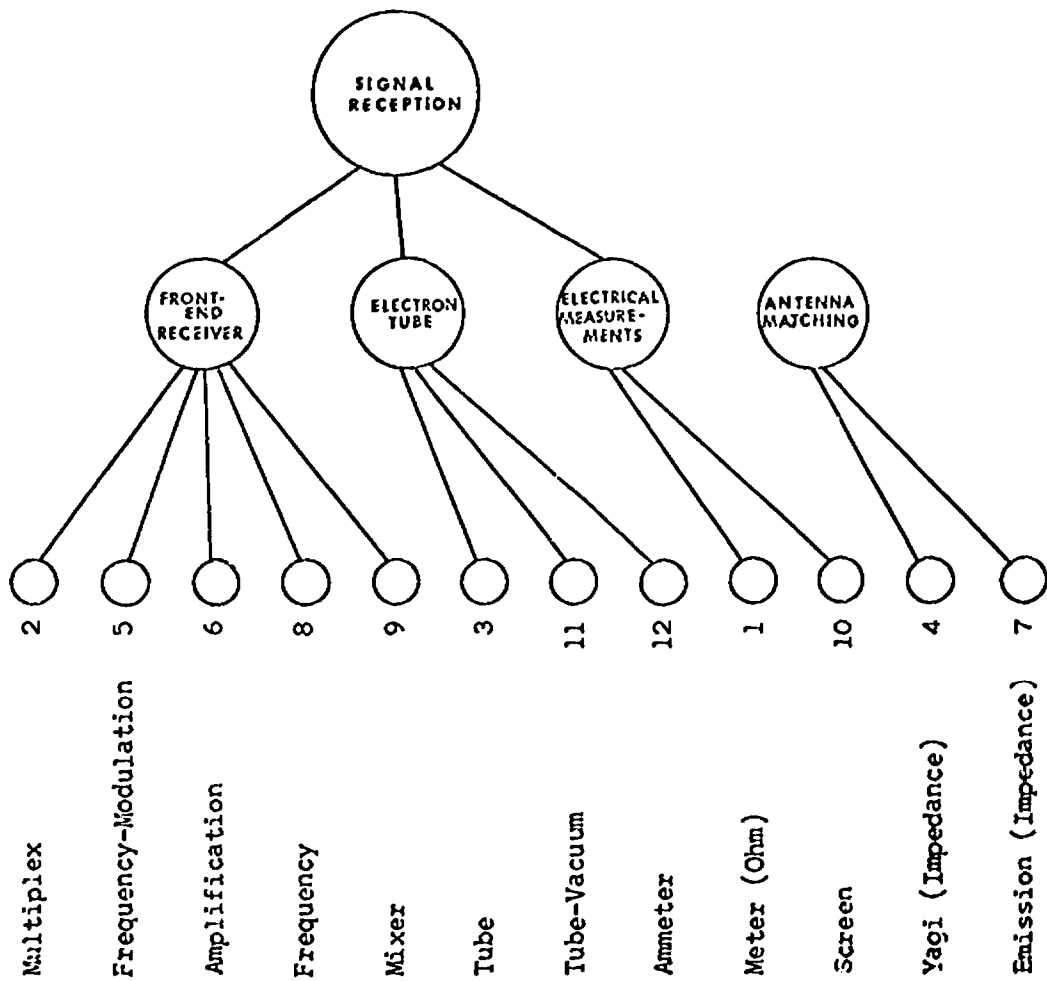 SIGNAL
RECEPTION
FRONT-
END
RECEIVER
ELECTRON
TUBE
ELECTRICAL
MEASURE-
MENTS
ANTENNA
MATCHING
2
5
6
8
9
3
11
12
1
10
4
7
Multiplex
Frequency-Modulation
Amplification
Frequency
Mixer
Tube
Tube-Vacuum
Ammeter
Meter (Ohm)
Screen
Yagi (Impedance)
Emission (Impedance)